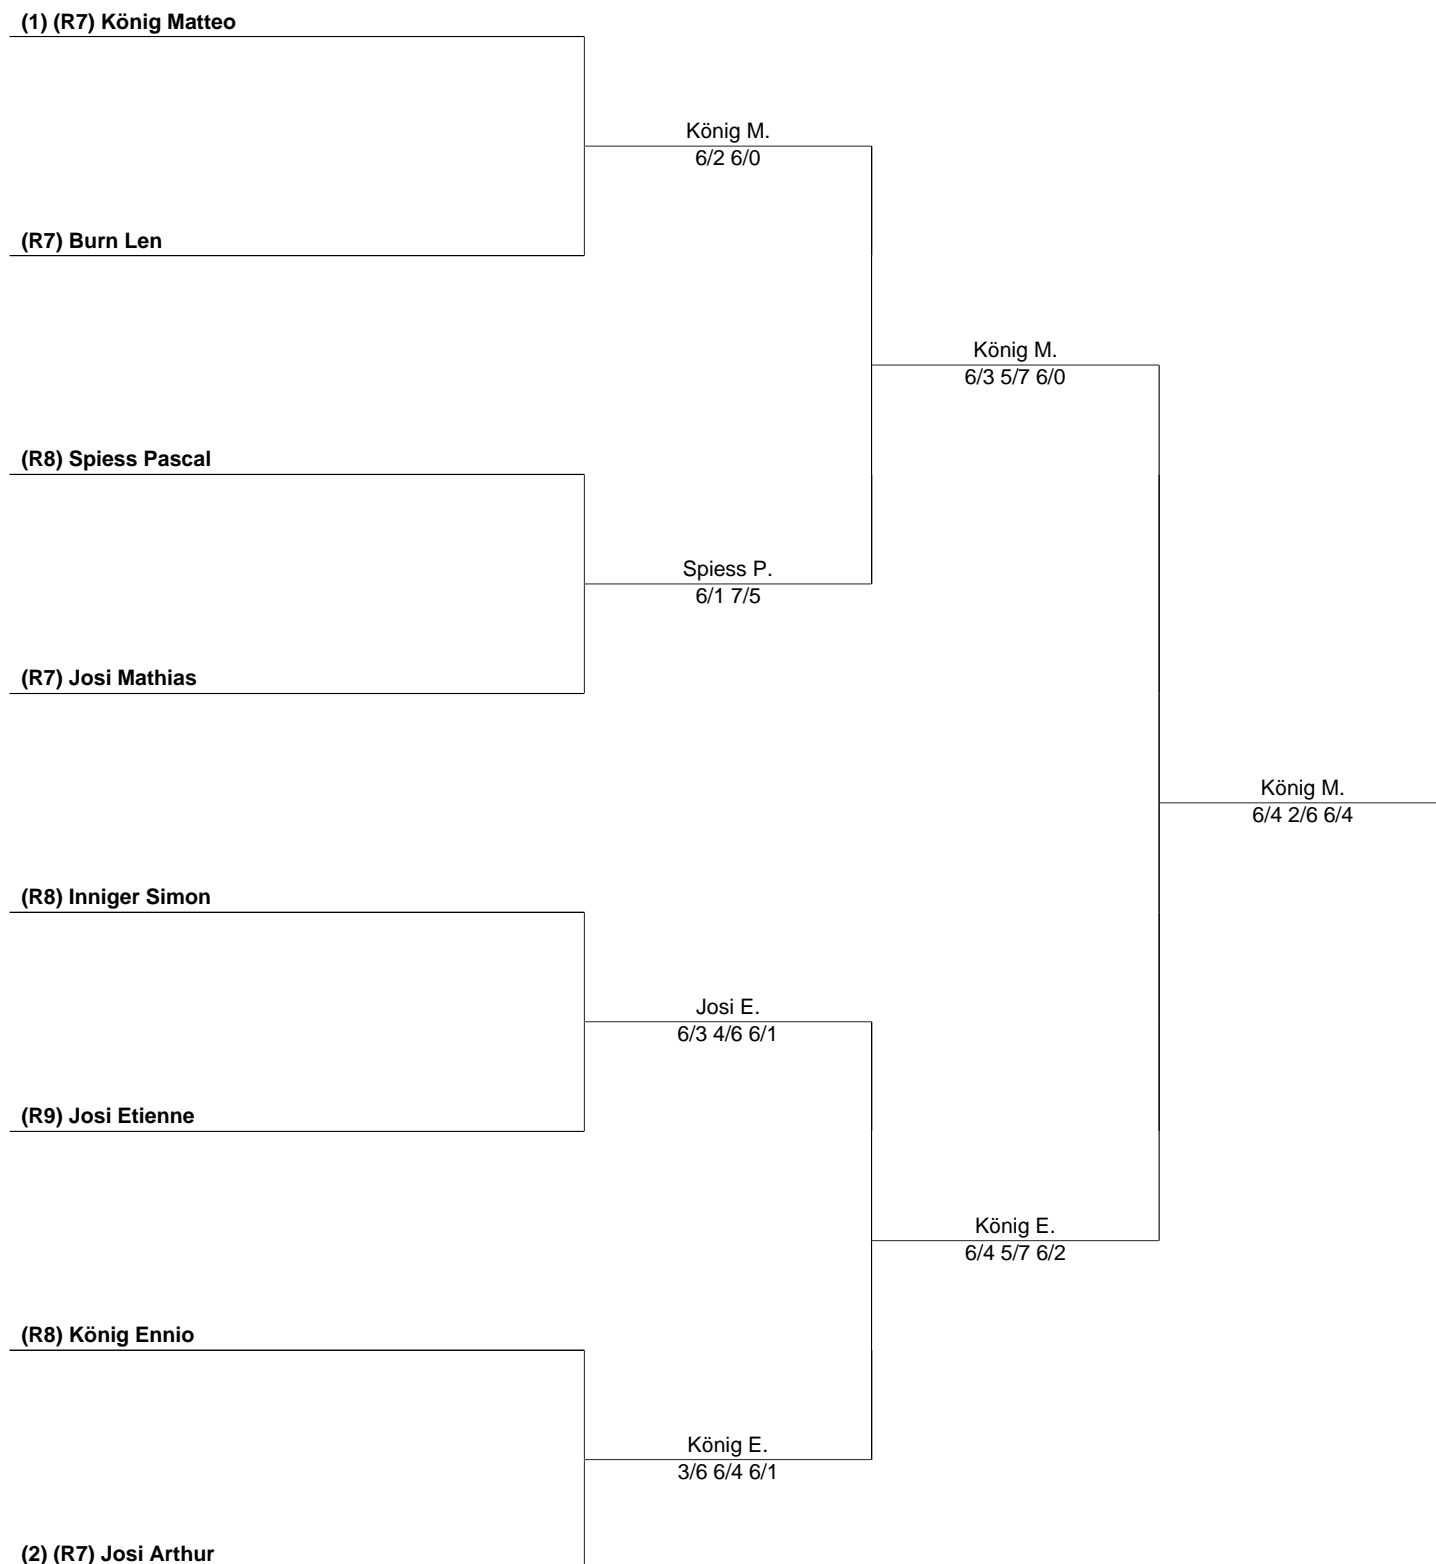 (1) (R7) König Matteo
König M.
6/2 6/0
(R7) Burn Len
König M.
6/3 5/7 6/0
(R8) Spiess Pascal
Spiess P.
6/1 7/5
(R7) Josi Mathias
König M.
6/4 2/6 6/4
(R8) Inniger Simon
Josi E.
6/3 4/6 6/1
(R9) Josi Etienne
König E.
6/4 5/7 6/2
(R8) König Ennio
König E.
3/6 6/4 6/1
(2) (R7) Josi Arthur